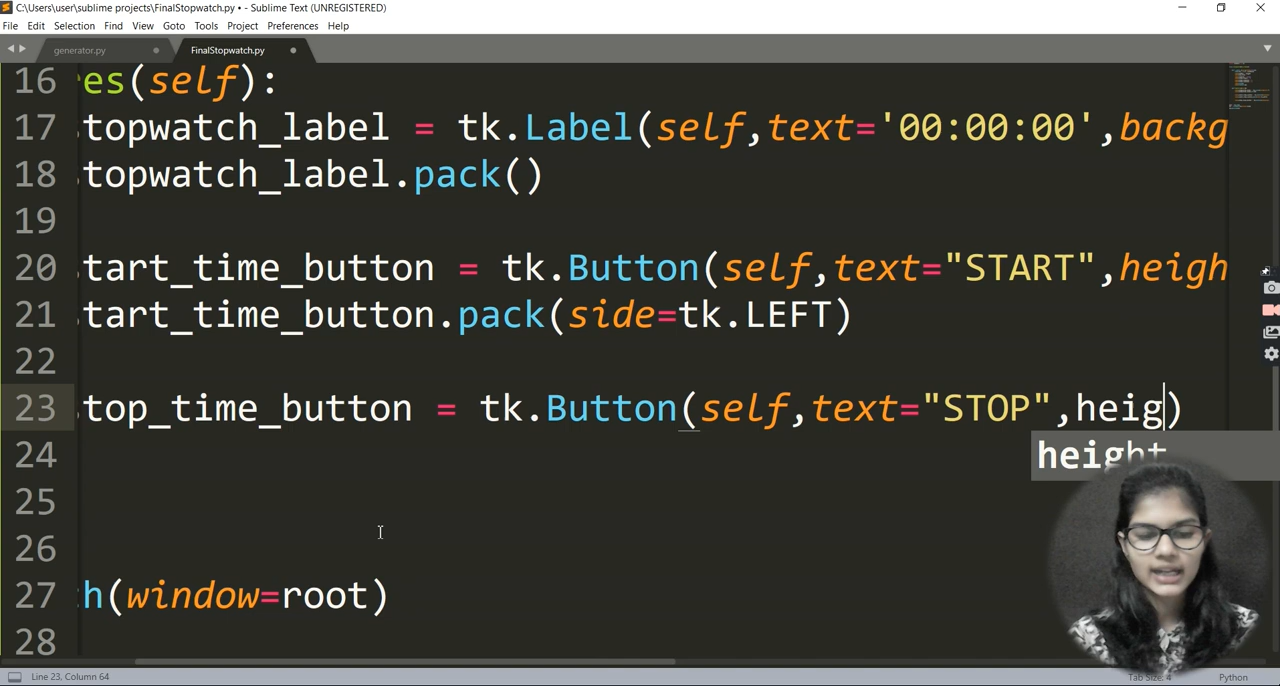 C:\Users\user\sublime projects\FinalStopwatch.py • - Sublime Text (UNREGISTERED)
File Edit Selection Find View Goto Tools Project Preferences Help
generator.py FinalStopwatch.py
16 es(self):
17 topwatch_label = tk.Label(self,text='00:00:00',backg
18 topwatch_label.pack()
19
20 tart_time_button = tk.Button(self,text="START",heigh
21 tart_time_button.pack(side=tk.LEFT)
22
23 top_time_button = tk.Button(self,text="STOP",heig)
24 height
25
26
27 h(window=root)
28
Line 23, Column 64 Tab Size: 4 Python